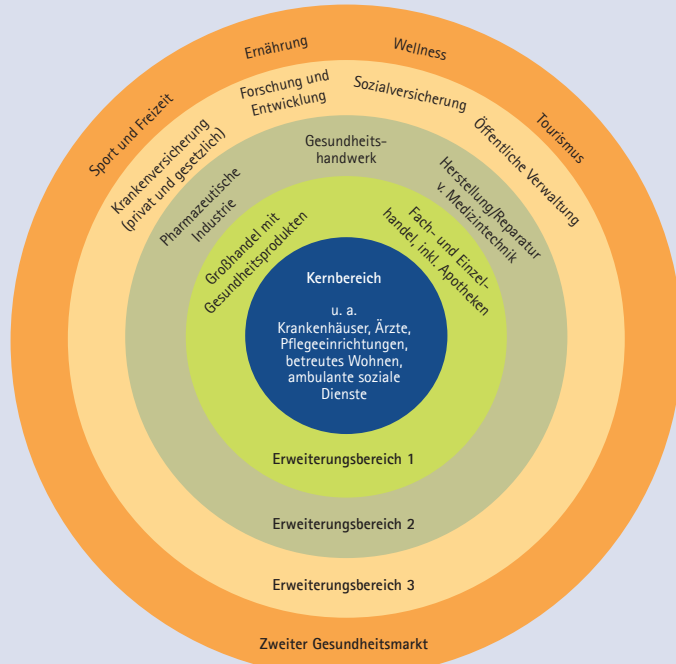 Ernährung
Wellness
Sport und Freizeit
Tourismus
Forschung und
Entwicklung
Sozialversicherung
Krankenversicherung
(privat und gesetzlich)
Öffentliche Verwaltung
Gesundheits-
handwerk
Pharmazeutische
Industrie
Herstellung/Reparatur
v. Medizintechnik
Großhandel mit
Gesundheitsprodukten
Fach- und Einzel-
handel, inkl. Apotheken
Kernbereich
u. a.
Krankenhäuser, Ärzte,
Pflegeeinrichtungen,
betreutes Wohnen,
ambulante soziale
Dienste
Erweiterungsbereich 1
Erweiterungsbereich 2
Erweiterungsbereich 3
Zweiter Gesundheitsmarkt